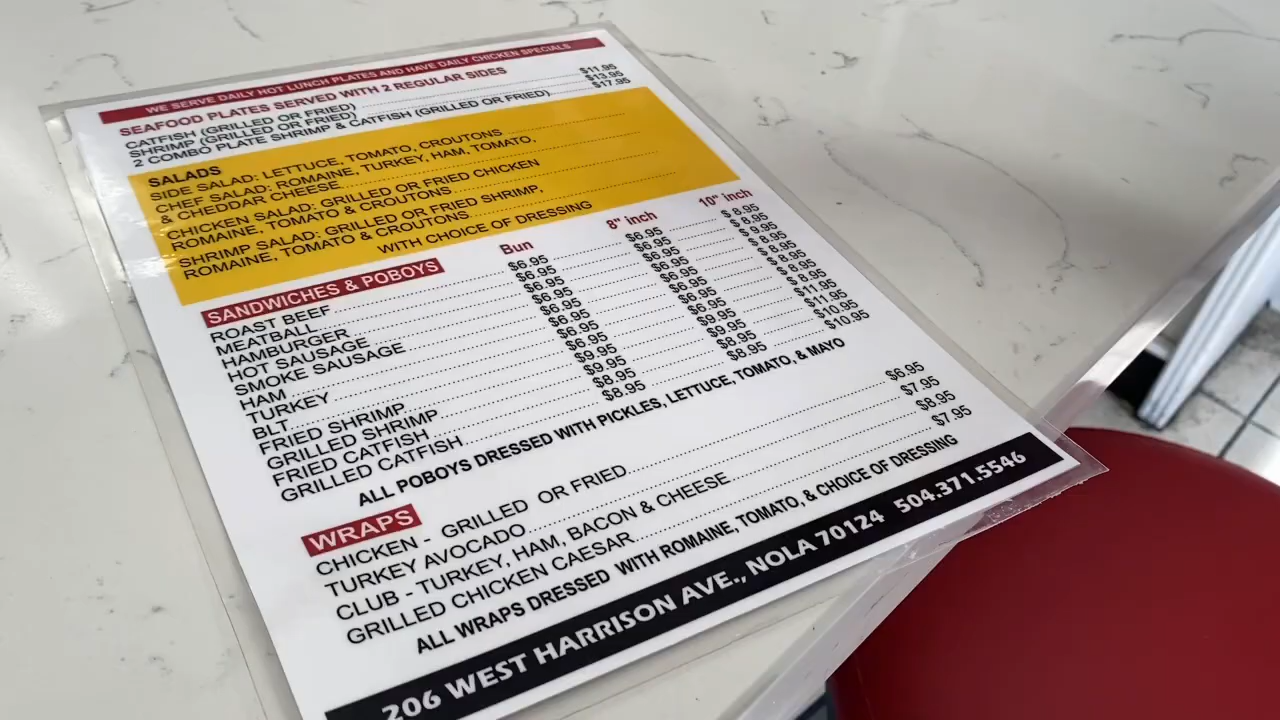 WE SERVE DAILY HOT LUNCH PLATES AND HAVE DAILY CHICKEN SPECIALS
SEAFOOD PLATES SERVED WITH 2 REGULAR SIDES
CATFISH (GRILLED OR FRIED) $11.95
SHRIMP (GRILLED OR FRIED) $13.95
2 COMBO PLATE SHRIMP & CATFISH (GRILLED OR FRIED) $17.95
SALADS
SIDE SALAD: LETTUCE, TOMATO, CROUTONS
CHEF SALAD: ROMAINE, TURKEY, HAM, TOMATO,
& CHEDDAR CHEESE
CHICKEN SALAD: GRILLED OR FRIED CHICKEN
ROMAINE, TOMATO & CROUTONS
SHRIMP SALAD: GRILLED OR FRIED SHRIMP,
ROMAINE, TOMATO & CROUTONS
WITH CHOICE OF DRESSING
SANDWICHES & POBOYS Bun 8" inch 10" inch
ROAST BEEF $6.95 $6.95 $8.95
MEATBALL $6.95 $6.95 $8.95
HAMBURGER $6.95 $6.95 $9.95
HOT SAUSAGE $6.95 $6.95 $8.95
SMOKE SAUSAGE $6.95 $6.95 $8.95
HAM $6.95 $6.95 $8.95
TURKEY $6.95 $6.95 $8.95
BLT $6.95 $6.95 $8.95
FRIED SHRIMP $9.95 $9.95 $11.95
GRILLED SHRIMP $9.95 $9.95 $11.95
FRIED CATFISH $8.95 $8.95 $10.95
GRILLED CATFISH $8.95 $8.95 $10.95
ALL POBOYS DRESSED WITH PICKLES, LETTUCE, TOMATO, & MAYO
WRAPS
CHICKEN - GRILLED OR FRIED $6.95
TURKEY AVOCADO $7.95
CLUB - TURKEY, HAM, BACON & CHEESE $8.95
GRILLED CHICKEN CAESAR $7.95
ALL WRAPS DRESSED WITH ROMAINE, TOMATO, & CHOICE OF DRESSING
206 WEST HARRISON AVE., NOLA 70124 504.371.5546